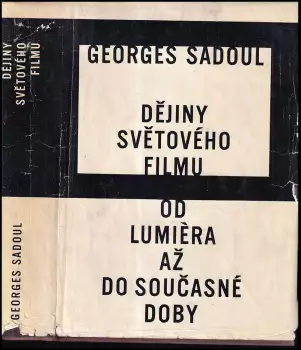 DĚJINY
SVĚTOVÉHO
FILMU
GEORGES SADOUL
GEORGES SADOUL
DĚJINY
SVĚTOVÉHO
FILMU
OD
LUMIÈRA
AŽ
DO SOUČASNÉ
DOBY